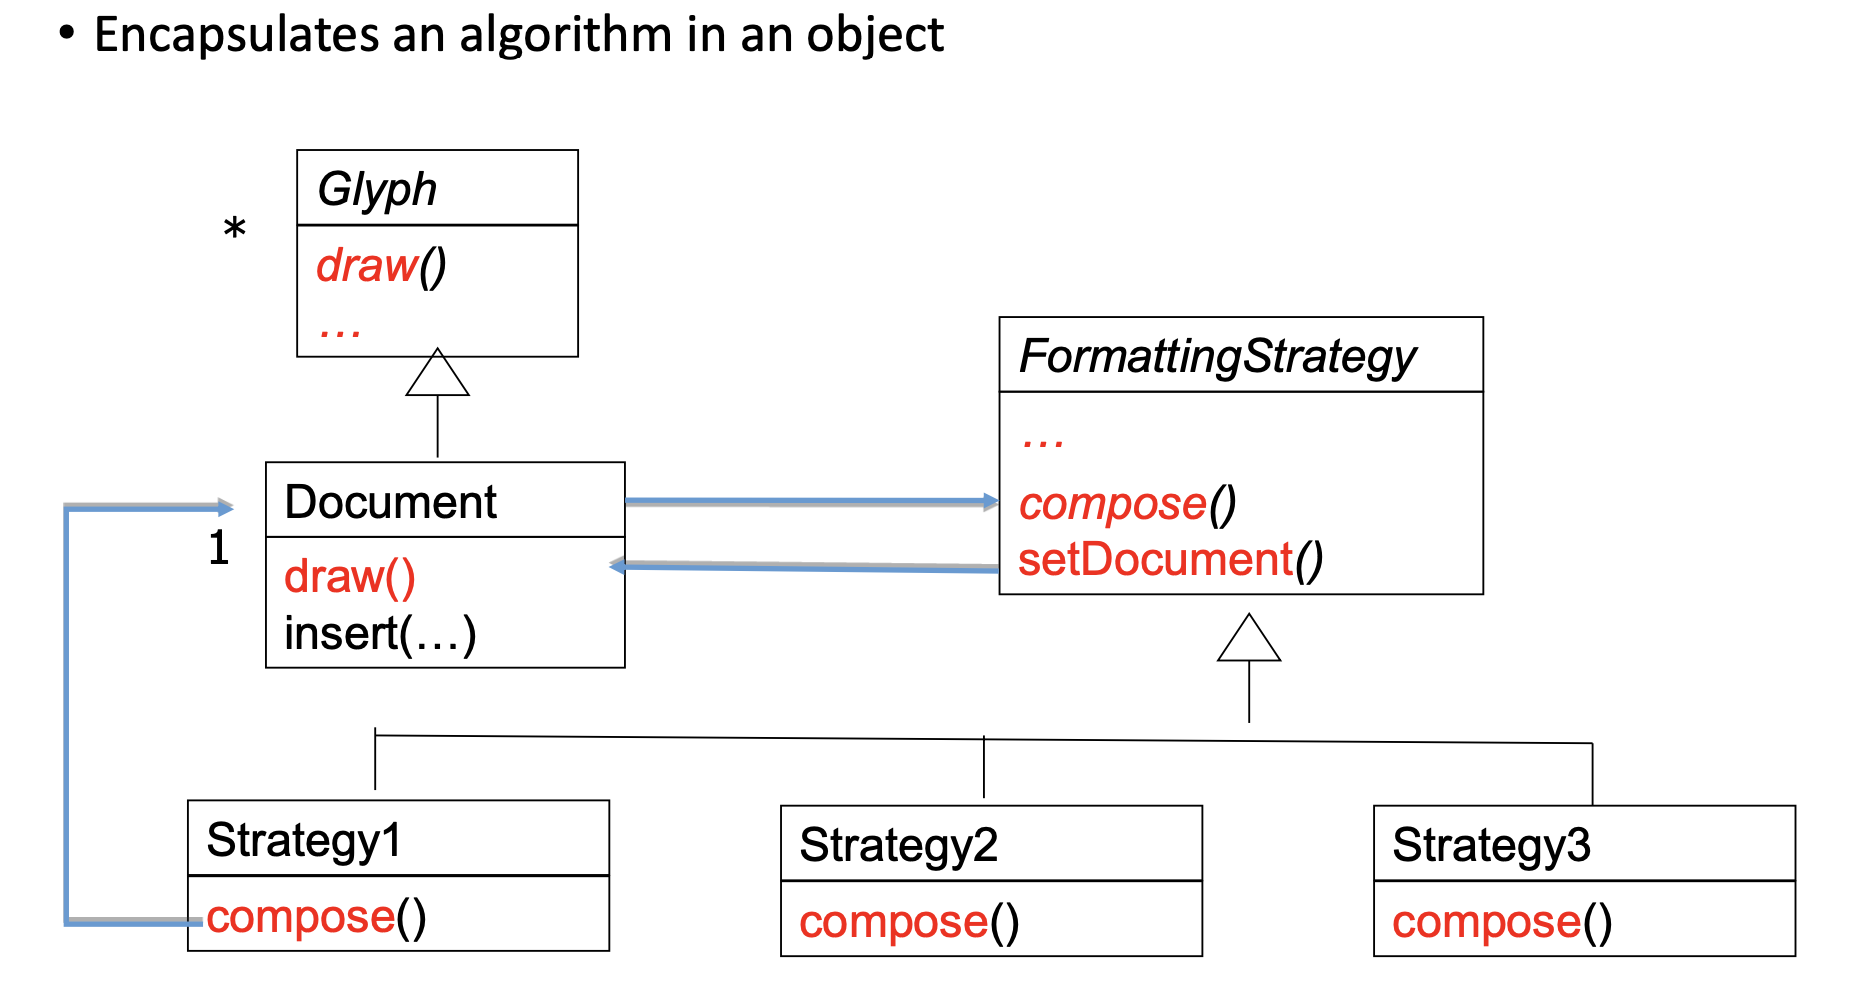 • Encapsulates an algorithm in an object
Glyph
*
draw()
...
FormattingStrategy
...
compose()
setDocument()
Document
1
draw()
insert(...)
Strategy1
compose()
Strategy2
compose()
Strategy3
compose()